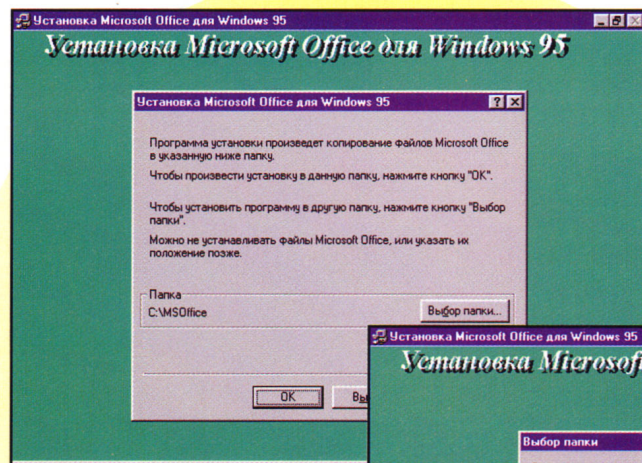 Установка Microsoft Office для Windows 95
Установка Microsoft Office для Windows 95
Установка Microsoft Office для Windows 95
Программа установки произведет копирование файлов Microsoft Office
в указанную ниже папку.
Чтобы произвести установку в данную папку, нажмите кнопку "OK".
Чтобы установить программу в другую папку, нажмите кнопку "Выбор
папки".
Можно не устанавливать файлы Microsoft Office, или указать их
положение позже.
Папка
C:\MSOffice
Выбор папки...
OK
Установка Microsoft Office для Windows 95
Установка Microsoft
Выбор папки